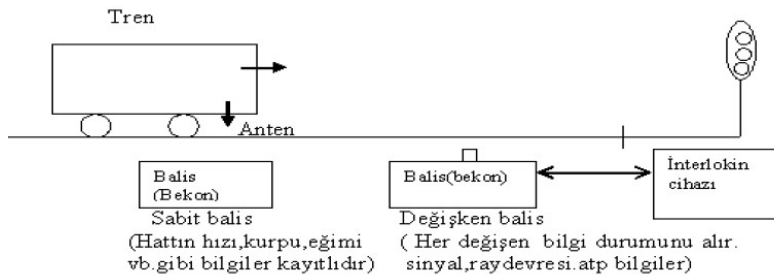 Tren
Anten
Balis
(Bekon)
Balis(bekon)
İnterlokin
cihazı
Sabit balis
(Hattın hızı,kurpu,eğimi
vb.gibi bilgiler kayıtlıdır)
Değişken balis
( Her değişen bilgi durumunu alır.
sinyal,raydevresi.atp bilgiler)